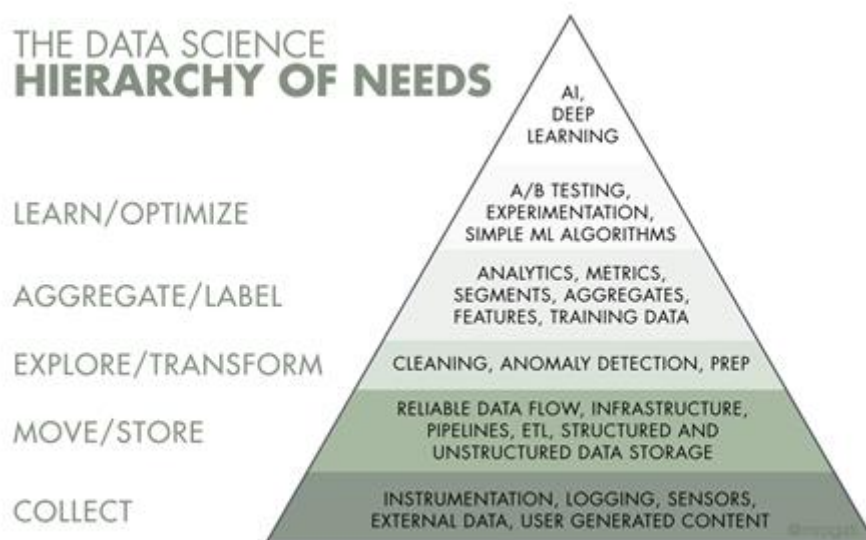 THE DATA SCIENCE
HIERARCHY OF NEEDS
AI,
DEEP
LEARNING
LEARN/OPTIMIZE
A/B TESTING,
EXPERIMENTATION,
SIMPLE ML ALGORITHMS
AGGREGATE/LABEL
ANALYTICS, METRICS,
SEGMENTS, AGGREGATES,
FEATURES, TRAINING DATA
EXPLORE/TRANSFORM
CLEANING, ANOMALY DETECTION, PREP
MOVE/STORE
RELIABLE DATA FLOW, INFRASTRUCTURE,
PIPELINES, ETL, STRUCTURED AND
UNSTRUCTURED DATA STORAGE
COLLECT
INSTRUMENTATION, LOGGING, SENSORS,
EXTERNAL DATA, USER GENERATED CONTENT